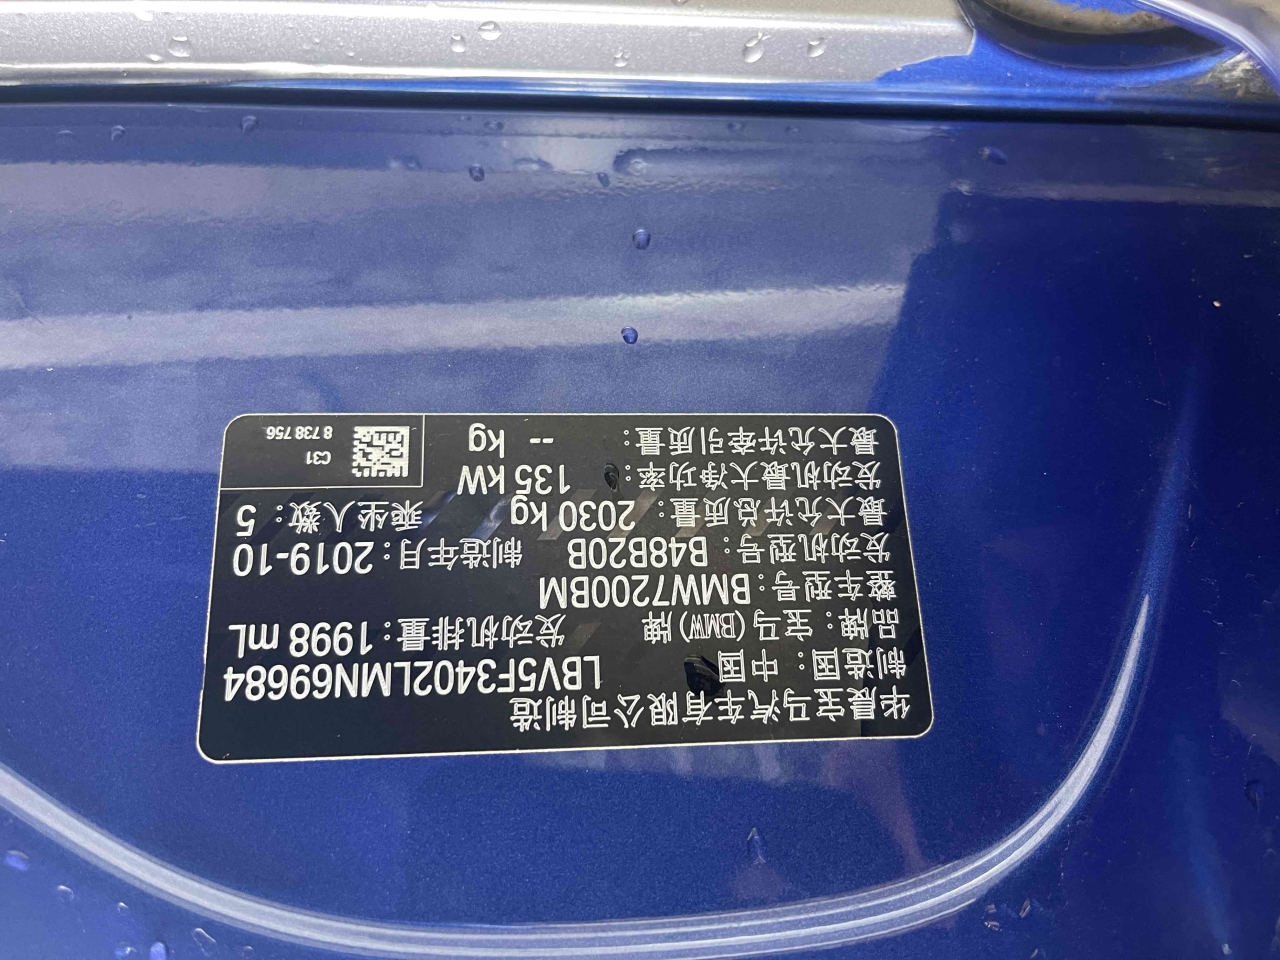 华晨宝马汽车有限公司制造
制造国：中国 LBV5F3402LMN69684
品牌：宝马(BMW)牌 发动机排量：1998 mL
整车型号：BMW7200BM
发动机型号：B48B20B 制造年月：2019-10
最大允许总质量：2030 kg 乘坐人数：5
发动机最大净功率：135 kW
最大允许牵引质量： -- kg
C31
8 738 756